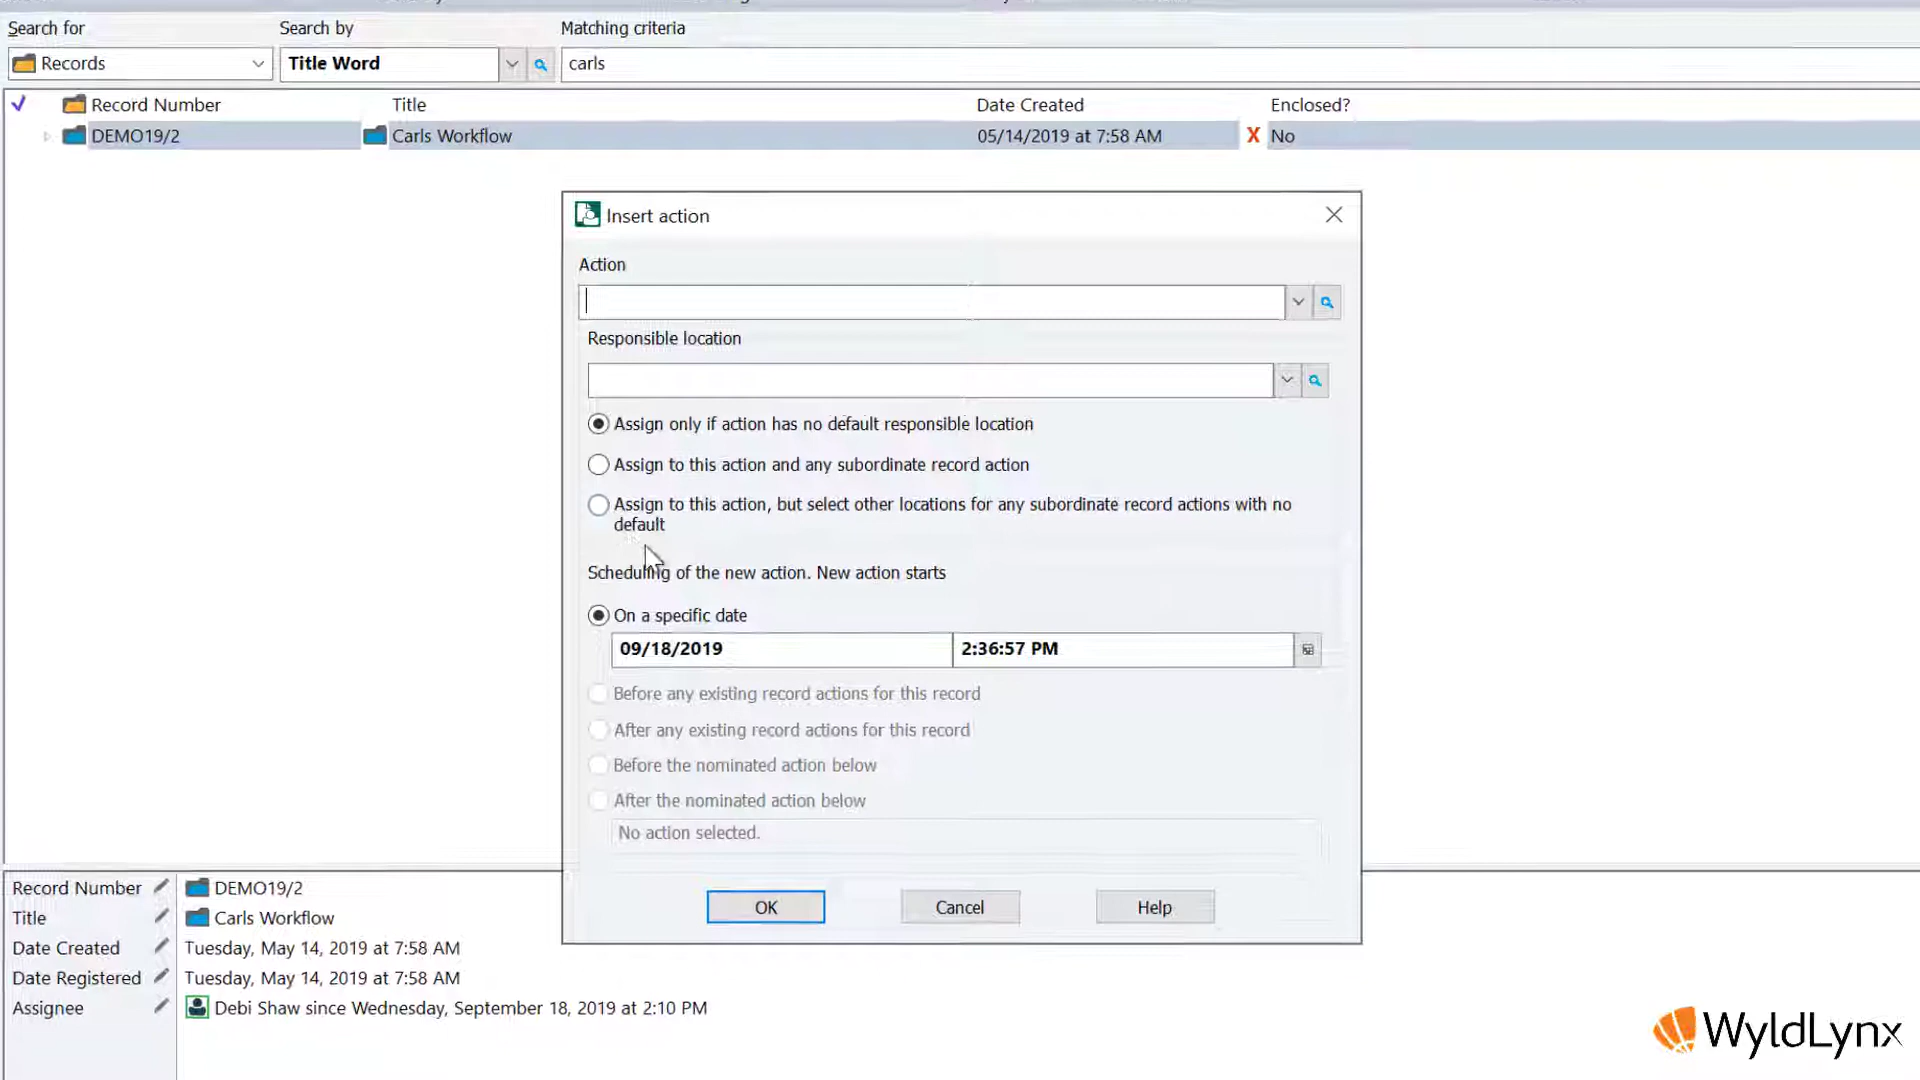 Search for
Search by
Matching criteria
Records
Title Word
carls
Record Number
Title
Date Created
Enclosed?
DEMO19/2
Carls Workflow
05/14/2019 at 7:58 AM
X No
Insert action
Action
Responsible location
Assign only if action has no default responsible location
Assign to this action and any subordinate record action
Assign to this action, but select other locations for any subordinate record actions with no
default
Scheduling of the new action. New action starts
On a specific date
09/18/2019
2:36:57 PM
Before any existing record actions for this record
After any existing record actions for this record
Before the nominated action below
After the nominated action below
No action selected.
OK
Cancel
Help
Record Number
DEMO19/2
Title
Carls Workflow
Date Created
Tuesday, May 14, 2019 at 7:58 AM
Date Registered
Tuesday, May 14, 2019 at 7:58 AM
Assignee
Debi Shaw since Wednesday, September 18, 2019 at 2:10 PM
WyldLynx